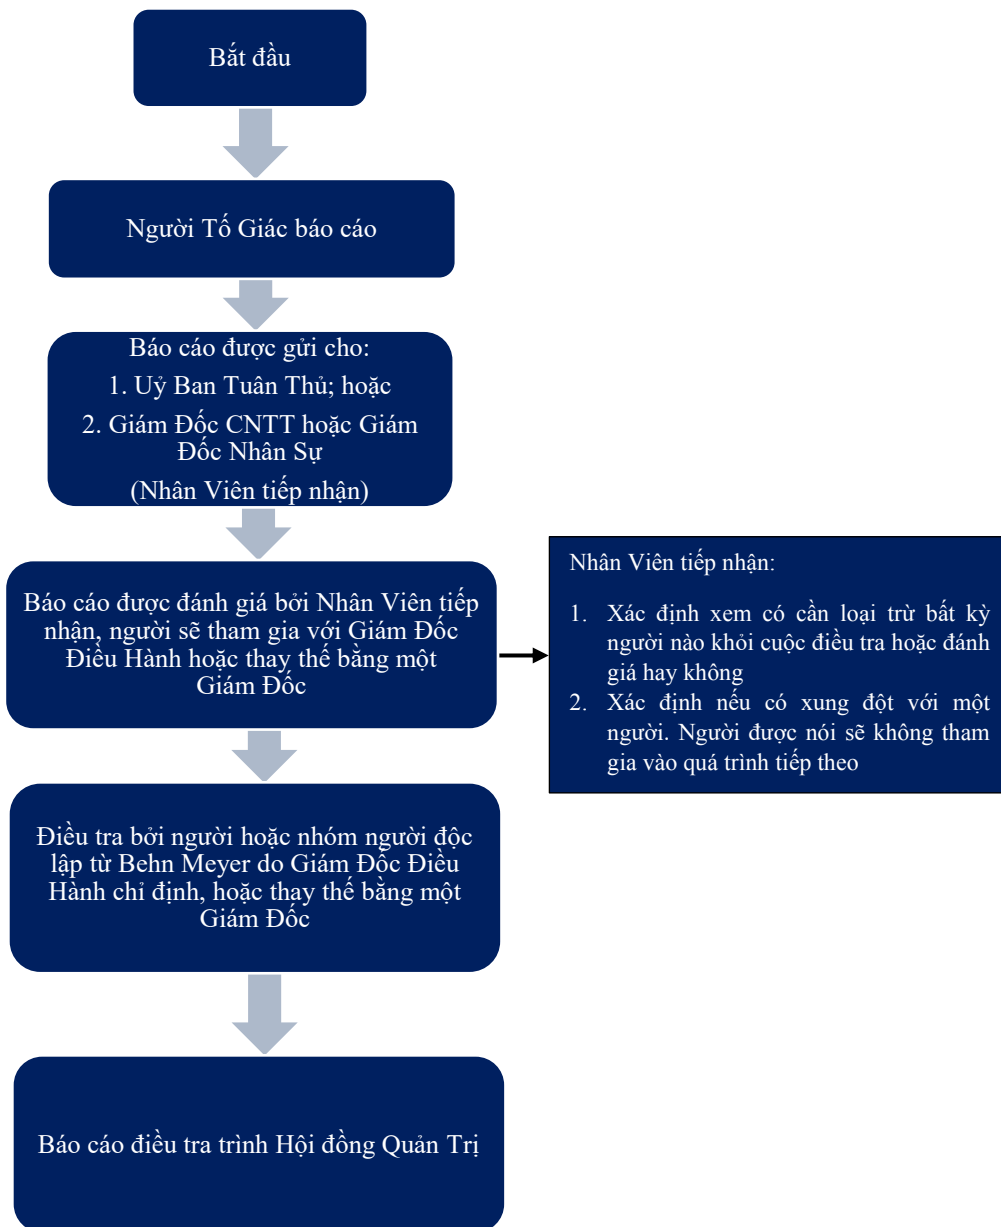 Bắt đầu
Người Tố Giác báo cáo
Báo cáo được gửi cho:
1. Uỷ Ban Tuân Thủ; hoặc
2. Giám Đốc CNTT hoặc Giám
Đốc Nhân Sự
(Nhân Viên tiếp nhận)
Báo cáo được đánh giá bởi Nhân Viên tiếp
nhận, người sẽ tham gia với Giám Đốc
Điều Hành hoặc thay thế bằng một
Giám Đốc
Nhân Viên tiếp nhận:
1. Xác định xem có cần loại trừ bất kỳ
người nào khỏi cuộc điều tra hoặc đánh
giá hay không
2. Xác định nếu có xung đột với một
người. Người được nói sẽ không tham
gia vào quá trình tiếp theo
Điều tra bởi người hoặc nhóm người độc
lập từ Behn Meyer do Giám Đốc Điều
Hành chỉ định, hoặc thay thế bằng một
Giám Đốc
Báo cáo điều tra trình Hội đồng Quản Trị